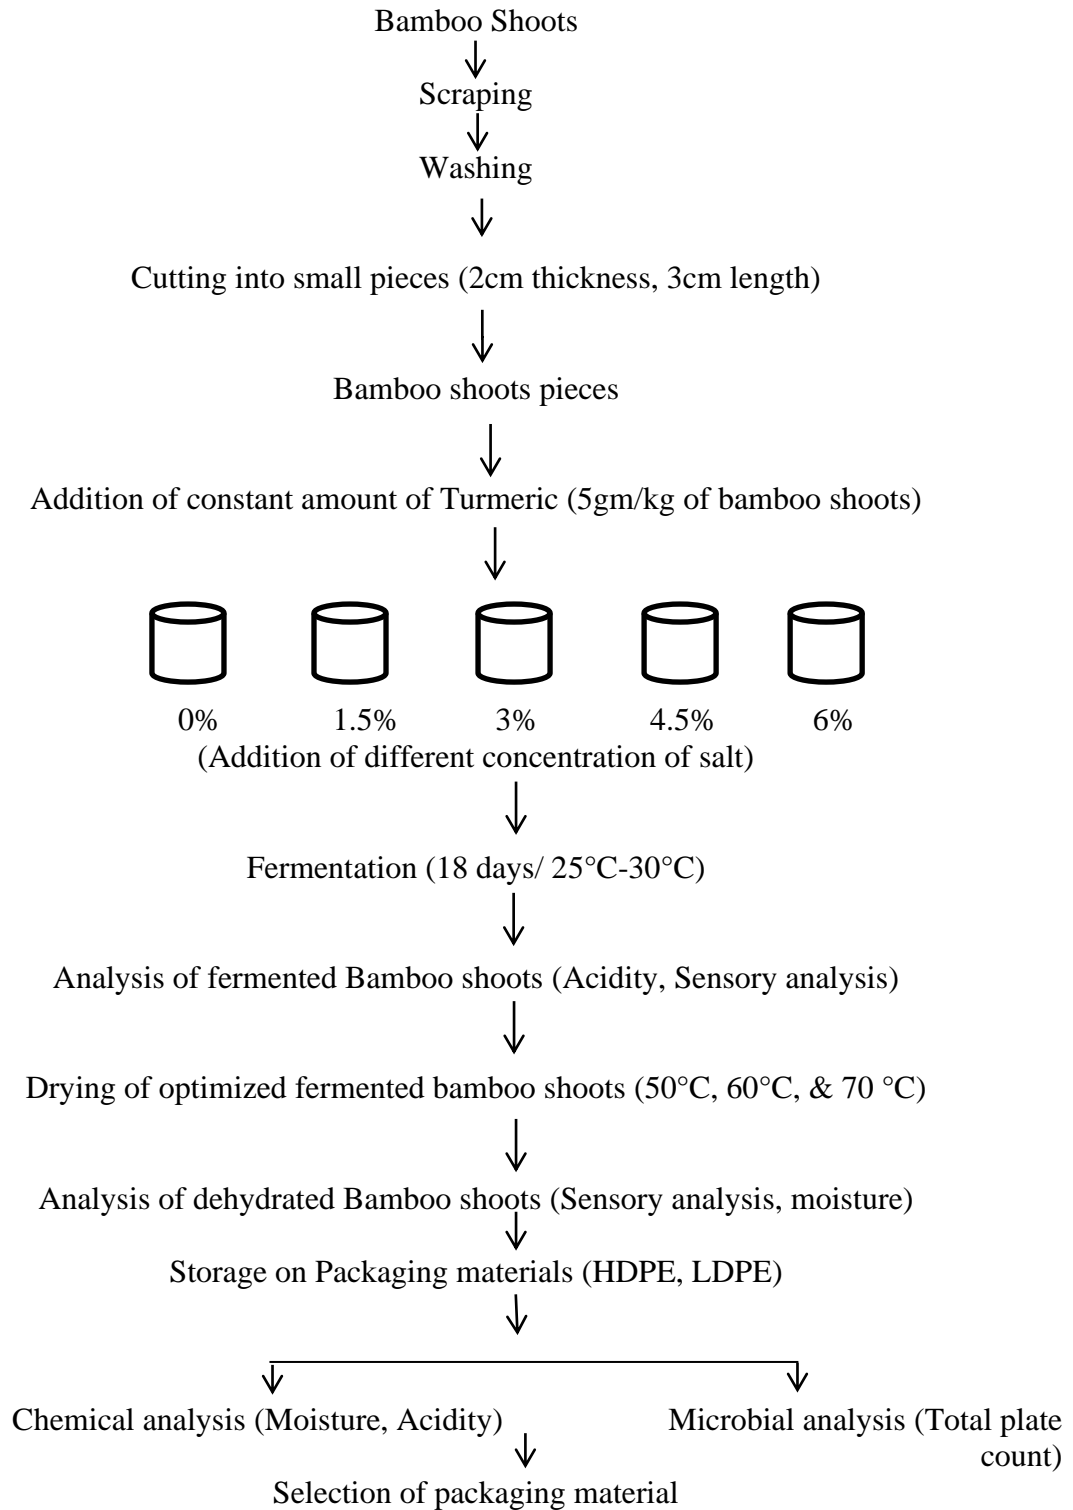 Bamboo Shoots
Scraping
Washing
Cutting into small pieces (2cm thickness, 3cm length)
Bamboo shoots pieces
Addition of constant amount of Turmeric (5gm/kg of bamboo shoots)
0% 1.5% 3% 4.5% 6%
(Addition of different concentration of salt)
Fermentation (18 days/ 25°C-30°C)
Analysis of fermented Bamboo shoots (Acidity, Sensory analysis)
Drying of optimized fermented bamboo shoots (50°C, 60°C, & 70 °C)
Analysis of dehydrated Bamboo shoots (Sensory analysis, moisture)
Storage on Packaging materials (HDPE, LDPE)
Chemical analysis (Moisture, Acidity)
Microbial analysis (Total plate
count)
Selection of packaging material